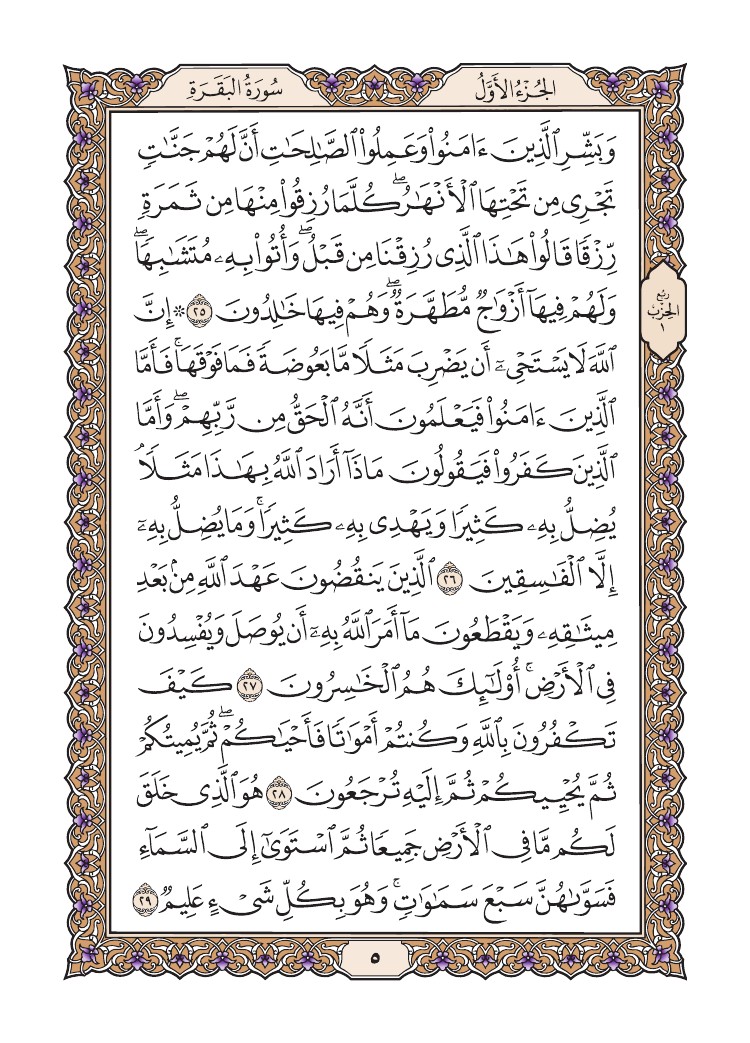 الجُزْءُ الأَوَّلُ
سُورَةُ البَقَرَةِ
وَبَشِّرِ ٱلَّذِينَ ءَامَنُوا۟ وَعَمِلُوا۟ ٱلصَّٰلِحَٰتِ أَنَّ لَهُمْ جَنَّٰتٍ
تَجْرِى مِن تَحْتِهَا ٱلْأَنْهَٰرُ ۖ كُلَّمَا رُزِقُوا۟ مِنْهَا مِن ثَمَرَةٍ
رِّزْقًا قَالُوا۟ هَٰذَا ٱلَّذِى رُزِقْنَا مِن قَبْلُ ۖ وَأُتُوا۟ بِهِۦ مُتَشَٰبِهًا ۖ
وَلَهُمْ فِيهَآ أَزْوَٰجٌ مُّطَهَّرَةٌ ۖ وَهُمْ فِيهَا خَٰلِدُونَ ٢٥ ۞ إِنَّ
رُبْعُ
الحِزْبِ
١
ٱللَّهَ لَا يَسْتَحْىِۦٓ أَن يَضْرِبَ مَثَلًا مَّا بَعُوضَةً فَمَا فَوْقَهَا ۚ فَأَمَّا
ٱلَّذِينَ ءَامَنُوا۟ فَيَعْلَمُونَ أَنَّهُ ٱلْحَقُّ مِن رَّبِّهِمْ ۖ وَأَمَّا
ٱلَّذِينَ كَفَرُوا۟ فَيَقُولُونَ مَاذَآ أَرَادَ ٱللَّهُ بِهَٰذَا مَثَلًا ۘ
يُضِلُّ بِهِۦ كَثِيرًا وَيَهْدِى بِهِۦ كَثِيرًا ۚ وَمَا يُضِلُّ بِهِۦٓ
إِلَّا ٱلْفَٰسِقِينَ ٢٦ ٱلَّذِينَ يَنقُضُونَ عَهْدَ ٱللَّهِ مِنۢ بَعْدِ
مِيثَٰقِهِۦ وَيَقْطَعُونَ مَآ أَمَرَ ٱللَّهُ بِهِۦٓ أَن يُوصَلَ وَيُفْسِدُونَ
فِى ٱلْأَرْضِ ۚ أُو۟لَٰٓئِكَ هُمُ ٱلْخَٰسِرُونَ ٢٧ كَيْفَ
تَكْفُرُونَ بِٱللَّهِ وَكُنتُمْ أَمْوَٰتًا فَأَحْيَٰكُمْ ۖ ثُمَّ يُمِيتُكُمْ
ثُمَّ يُحْيِيكُمْ ثُمَّ إِلَيْهِ تُرْجَعُونَ ٢٨ هُوَ ٱلَّذِى خَلَقَ
لَكُم مَّا فِى ٱلْأَرْضِ جَمِيعًا ثُمَّ ٱسْتَوَىٰٓ إِلَى ٱلسَّمَآءِ
فَسَوَّىٰهُنَّ سَبْعَ سَمَٰوَٰتٍ ۚ وَهُوَ بِكُلِّ شَىْءٍ عَلِيمٌ ٢٩
٥